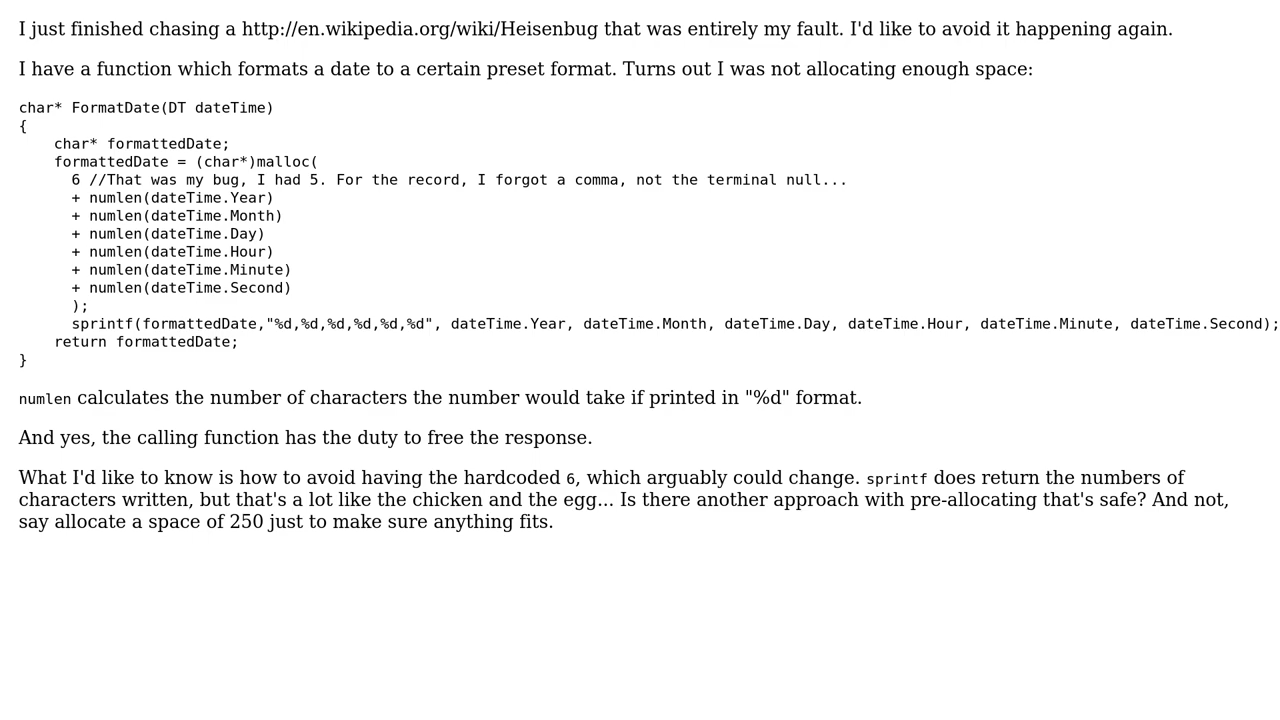 I just finished chasing a http://en.wikipedia.org/wiki/Heisenbug that was entirely my fault. I'd like to avoid it happening again.
I have a function which formats a date to a certain preset format. Turns out I was not allocating enough space:
char* FormatDate(DT dateTime)
{
    char* formattedDate;
    formattedDate = (char*)malloc(
      6 //That was my bug, I had 5. For the record, I forgot a comma, not the terminal null...
      + numlen(dateTime.Year)
      + numlen(dateTime.Month)
      + numlen(dateTime.Day)
      + numlen(dateTime.Hour)
      + numlen(dateTime.Minute)
      + numlen(dateTime.Second)
      );
      sprintf(formattedDate,"%d,%d,%d,%d,%d,%d", dateTime.Year, dateTime.Month, dateTime.Day, dateTime.Hour, dateTime.Minute, dateTime.Second);
    return formattedDate;
}
numlen calculates the number of characters the number would take if printed in "%d" format.
And yes, the calling function has the duty to free the response.
What I'd like to know is how to avoid having the hardcoded 6, which arguably could change. sprintf does return the numbers of
characters written, but that's a lot like the chicken and the egg... Is there another approach with pre-allocating that's safe? And not,
say allocate a space of 250 just to make sure anything fits.